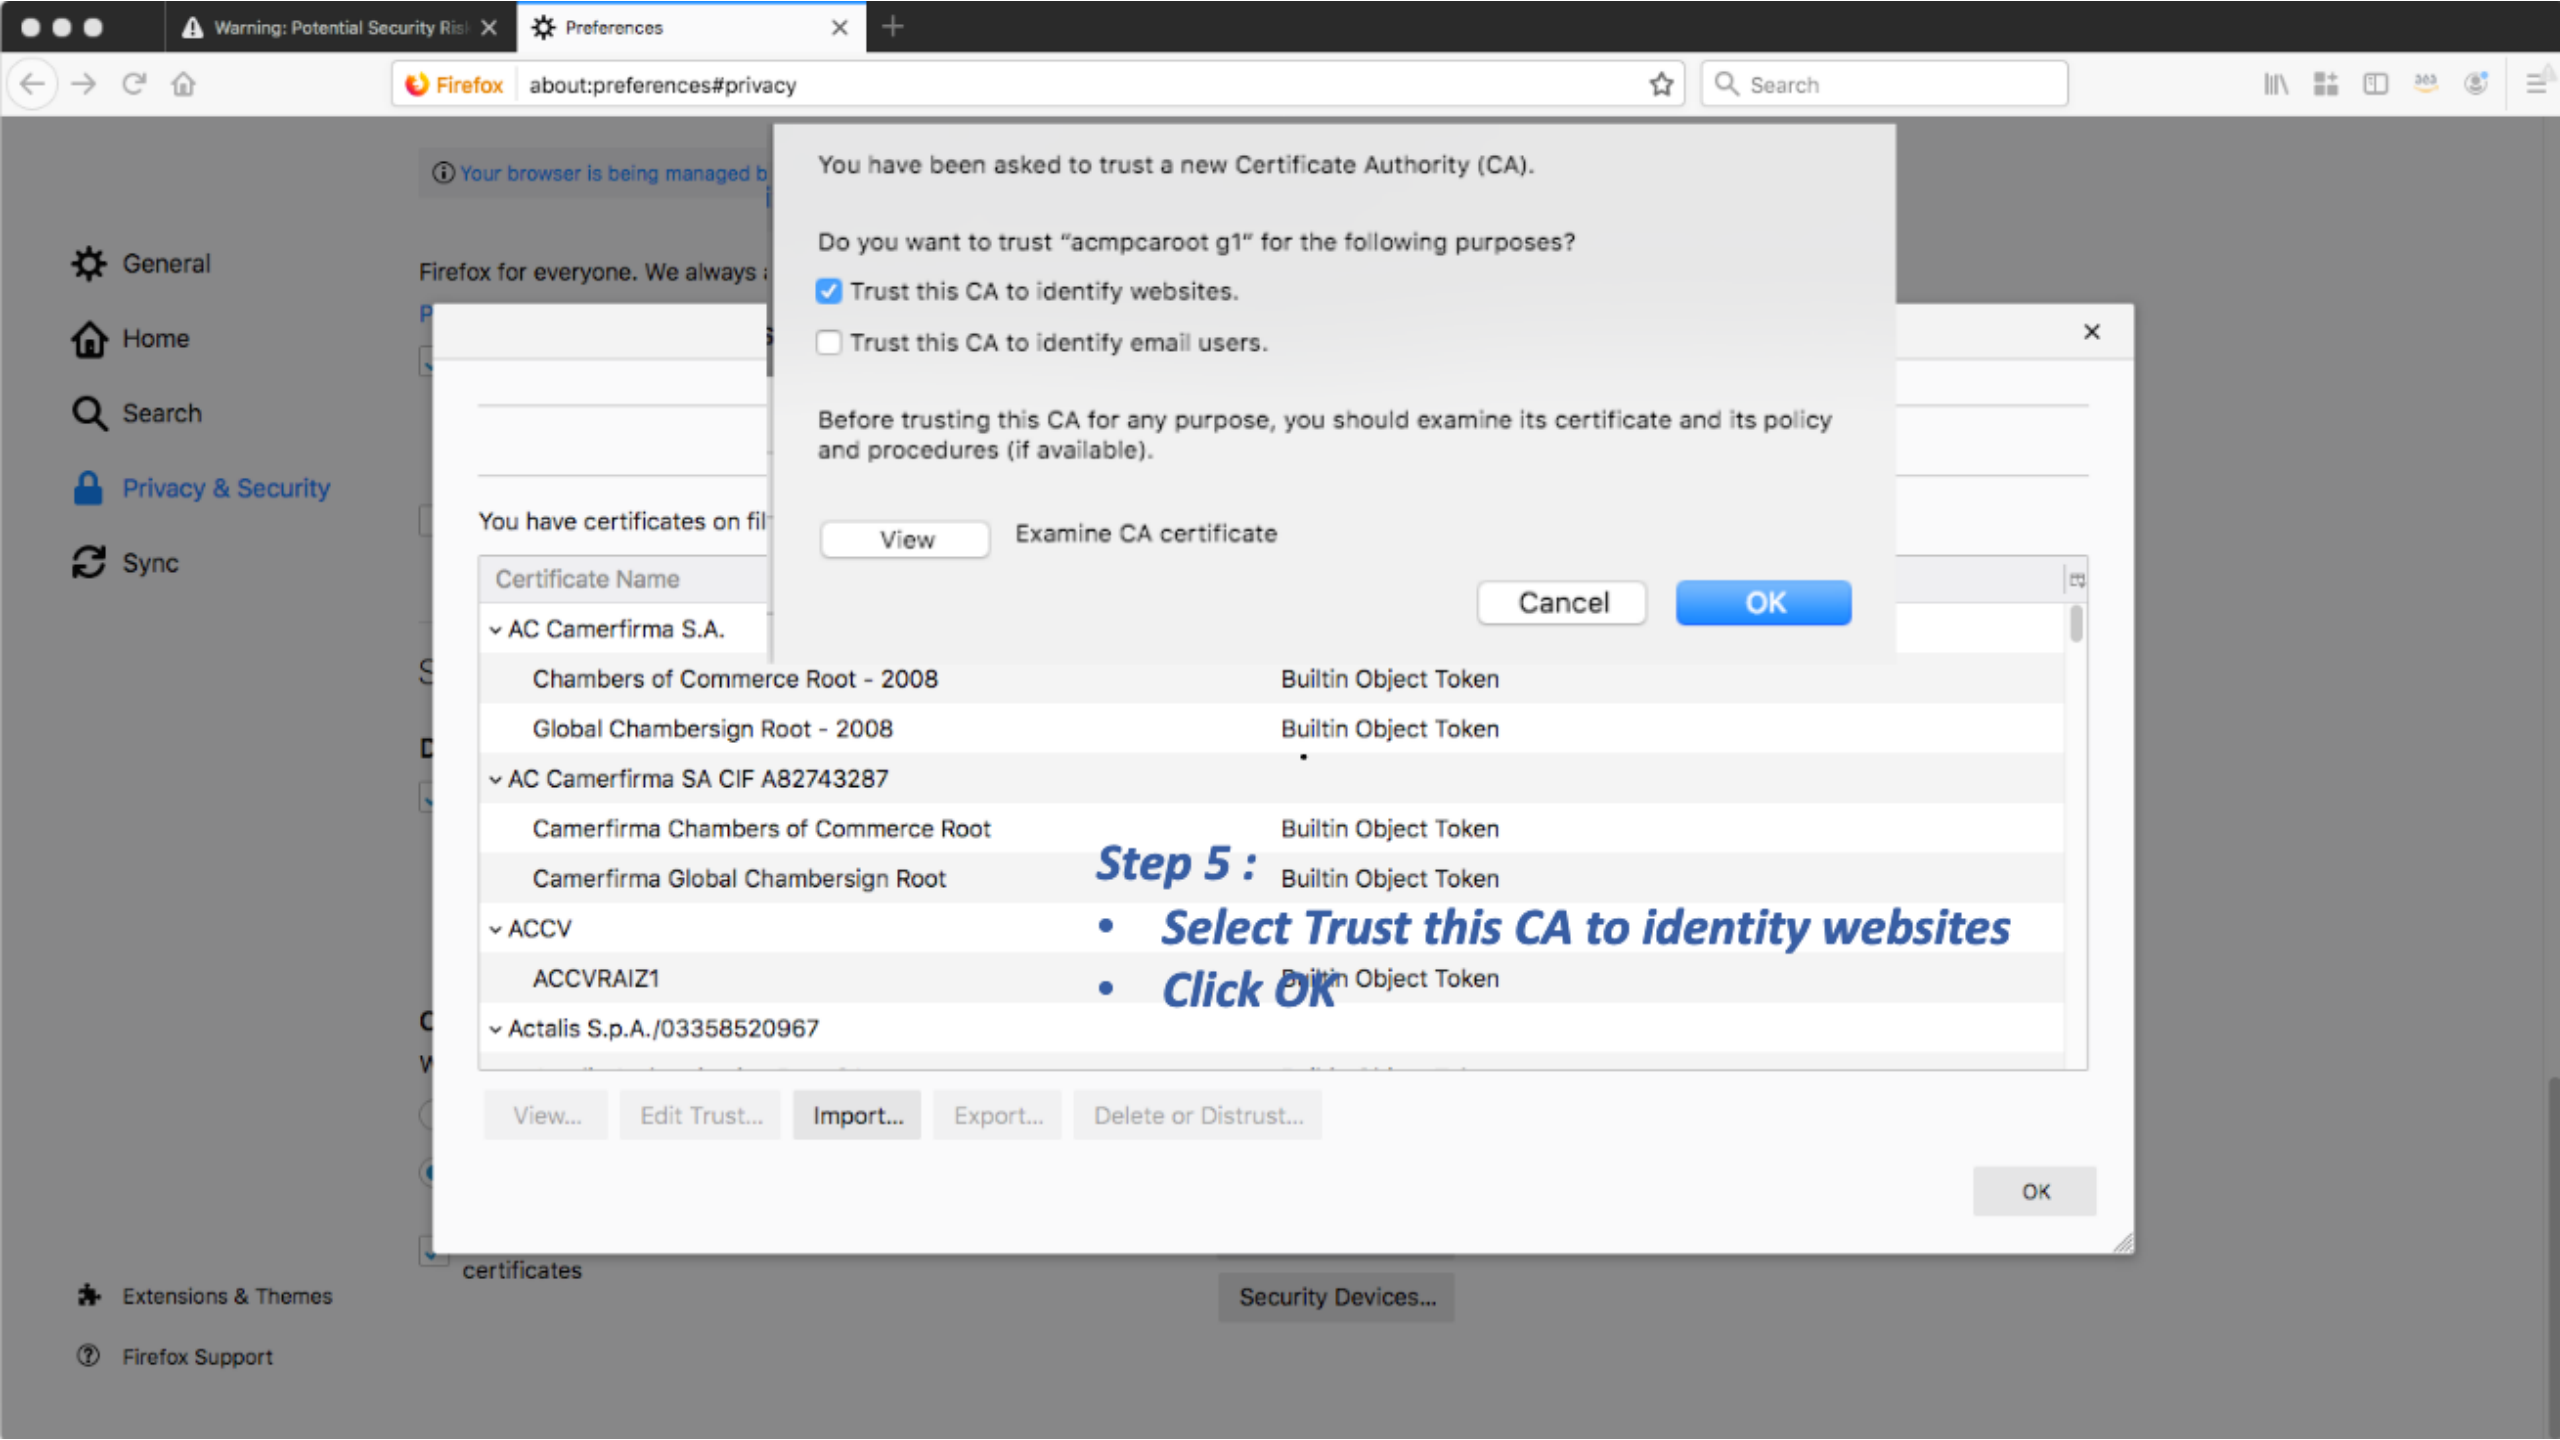 Warning: Potential Security Ris
Preferences
Firefox
about:preferences#privacy
Search
Your browser is being managed b
General
Home
Search
Privacy & Security
Sync
Extensions & Themes
Firefox Support
Firefox for everyone. We always
You have been asked to trust a new Certificate Authority (CA).
Do you want to trust “acmpcaroot g1” for the following purposes?
Trust this CA to identify websites.
Trust this CA to identify email users.
Before trusting this CA for any purpose, you should examine its certificate and its policy
and procedures (if available).
View
Examine CA certificate
Cancel
OK
You have certificates on fil
Certificate Name
AC Camerfirma S.A.
Chambers of Commerce Root - 2008 Builtin Object Token
Global Chambersign Root - 2008 Builtin Object Token
AC Camerfirma SA CIF A82743287
Camerfirma Chambers of Commerce Root Builtin Object Token
Camerfirma Global Chambersign Root Builtin Object Token
ACCV
ACCVRAIZ1 Builtin Object Token
Actalis S.p.A./03358520967
Step 5 :
• Select Trust this CA to identity websites
• Click OK
View...
Edit Trust...
Import...
Export...
Delete or Distrust...
OK
certificates
Security Devices...